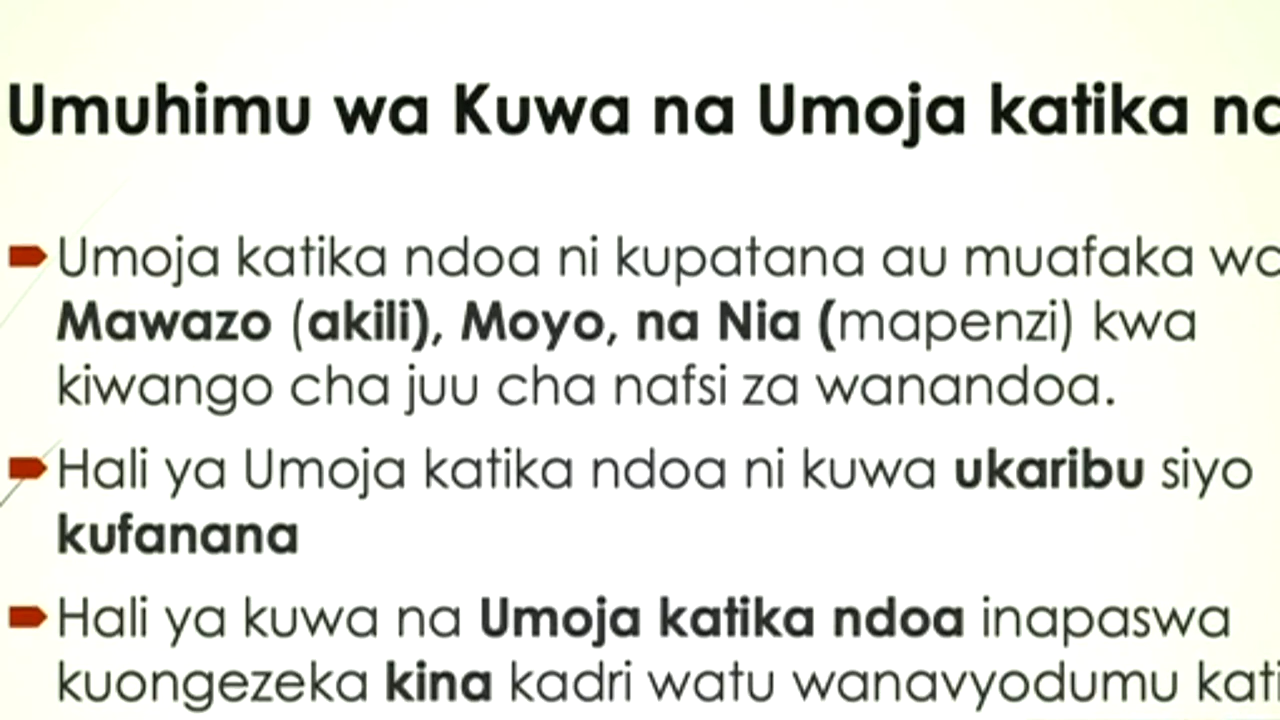 Umuhimu wa Kuwa na Umoja katika
Umoja katika ndoa ni kupatana au muafaka
Mawazo (akili), Moyo, na Nia (mapenzi) kwa
kiwango cha juu cha nafsi za wanandoa.
Hali ya Umoja katika ndoa ni kuwa ukaribu siyo
kufanana
Hali ya kuwa na Umoja katika ndoa inapaswa
kuongezeka kina kadri watu wanavyodumu